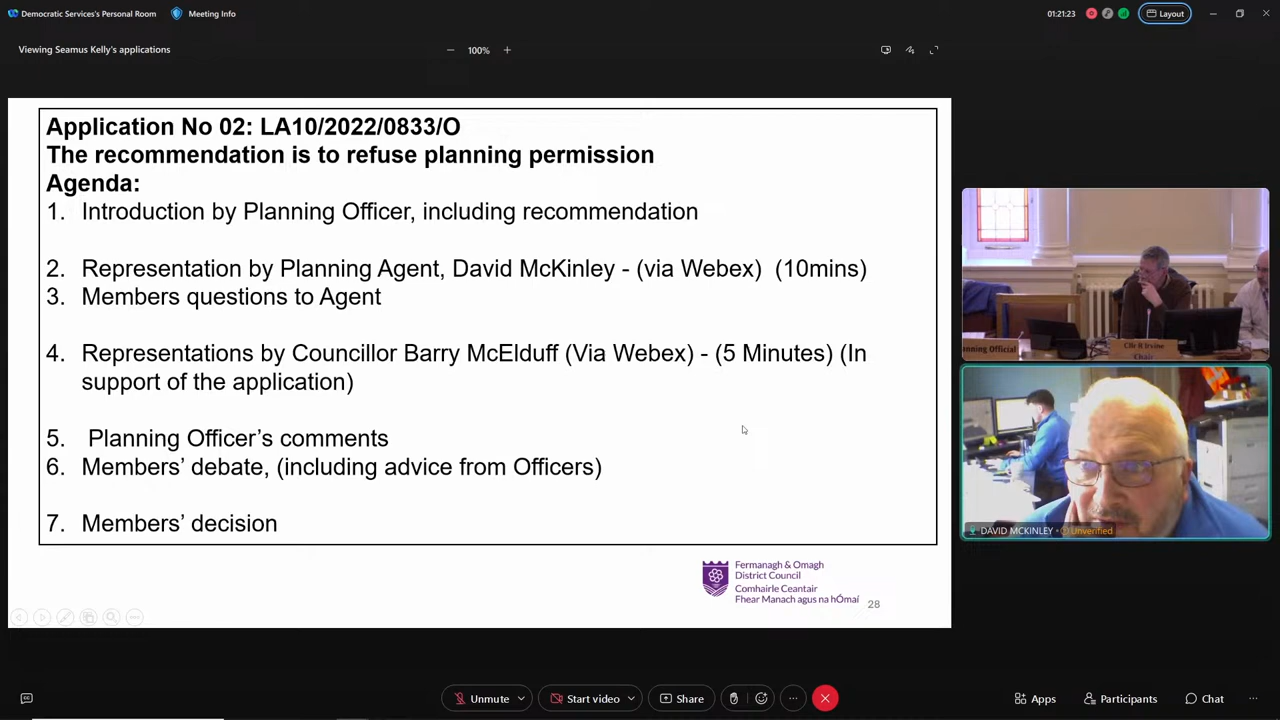 Democratic Services's Personal Room
Meeting Info
01:21:23
Layout
Viewing Seamus Kelly's applications
100%
Application No 02: LA10/2022/0833/O
The recommendation is to refuse planning permission
Agenda:
1. Introduction by Planning Officer, including recommendation
2. Representation by Planning Agent, David McKinley - (via Webex) (10mins)
3. Members questions to Agent
4. Representations by Councillor Barry McElduff (Via Webex) - (5 Minutes) (In
support of the application)
5. Planning Officer’s comments
6. Members’ debate, (including advice from Officers)
7. Members’ decision
Fermanagh & Omagh
District Council
Comhairle Ceantair
Fhear Manach agus na hÓmaí
28
anning Official
Cllr R Irvine
Chair
DAVID MCKINLEY • Unverified
Unmute
Start video
Share
Apps
Participants
Chat